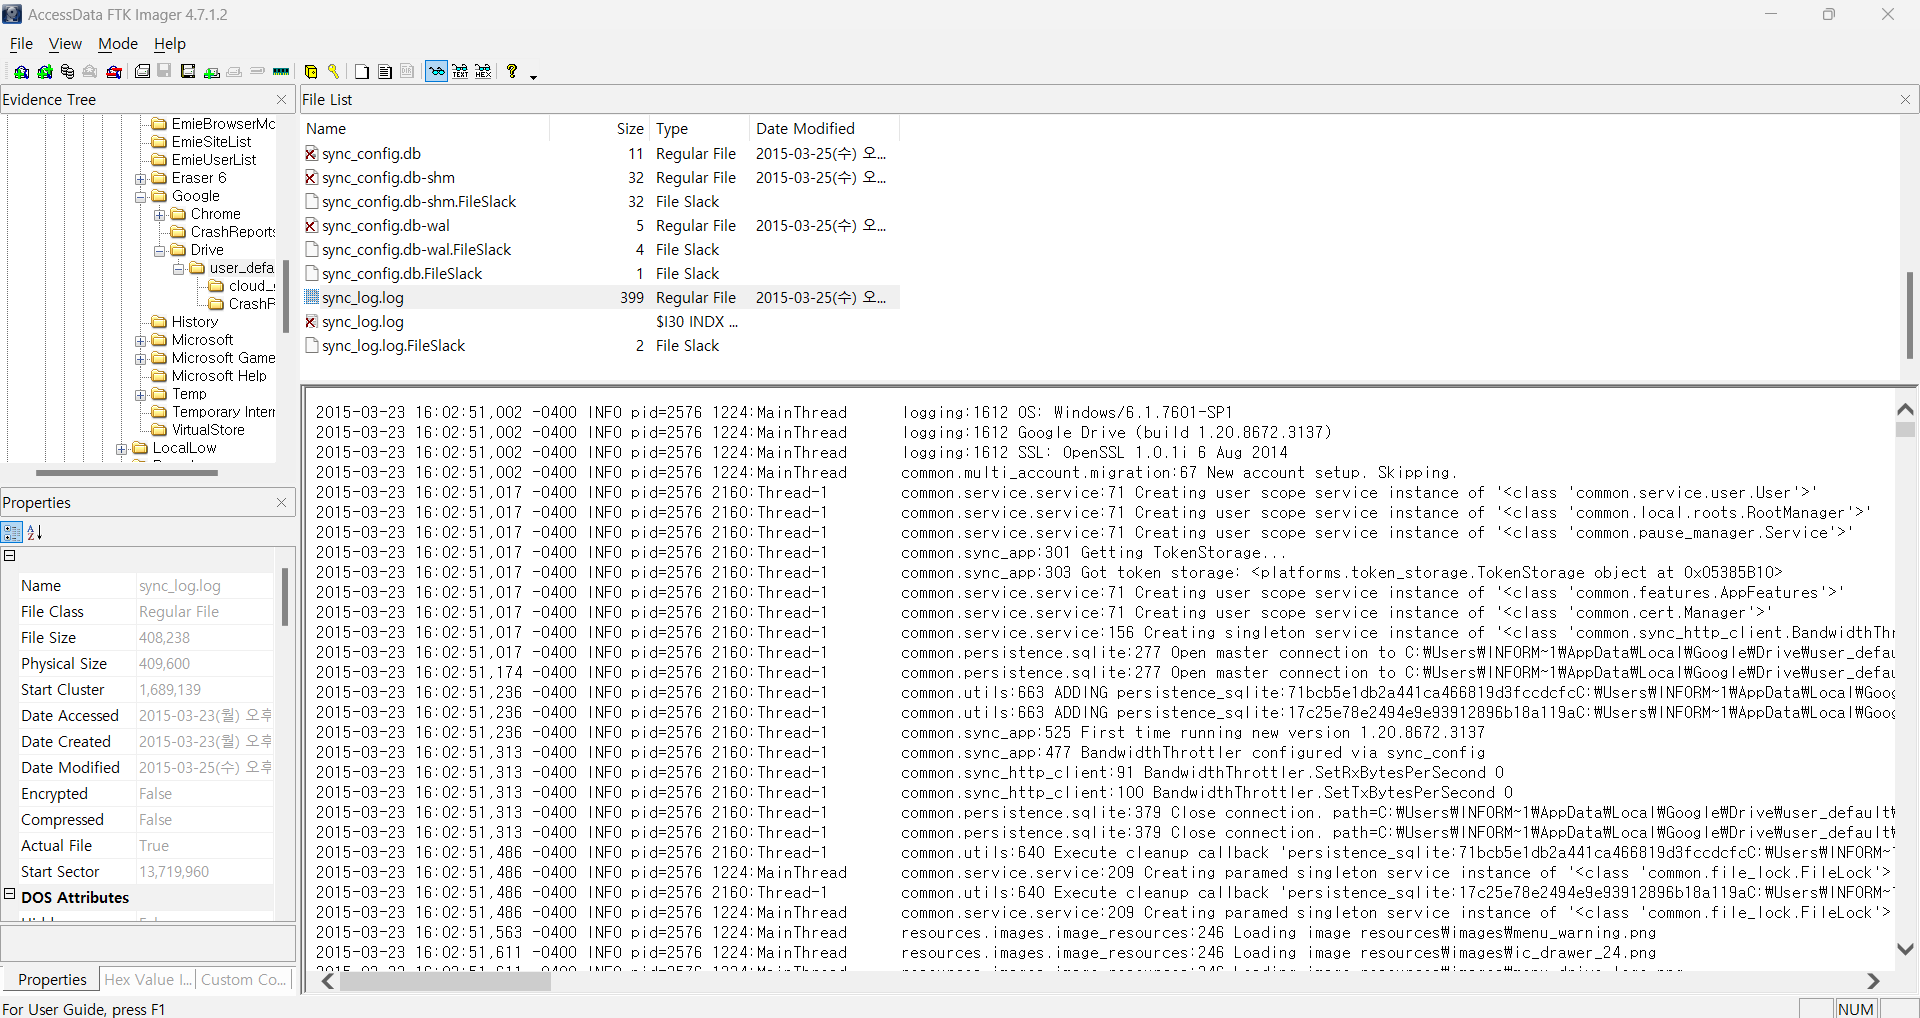 AccessData FTK Imager 4.7.1.2
File View Mode Help
Evidence Tree
EmieBrowserMc
EmieSiteList
EmieUserList
Eraser 6
Google
Chrome
CrashReports
Drive
user_defa
cloud_
CrashF
History
Microsoft
Microsoft Game
Microsoft Help
Temp
Temporary Intern
VirtualStore
LocalLow
File List
Name Size Type Date Modified
sync_config.db 11 Regular File 2015-03-25(수) 오...
sync_config.db-shm 32 Regular File 2015-03-25(수) 오...
sync_config.db-shm.FileSlack 32 File Slack
sync_config.db-wal 5 Regular File 2015-03-25(수) 오...
sync_config.db-wal.FileSlack 4 File Slack
sync_config.db.FileSlack 1 File Slack
sync_log.log 399 Regular File 2015-03-25(수) 오...
sync_log.log $I30 INDX ...
sync_log.log.FileSlack 2 File Slack
Properties
Name sync_log.log
File Class Regular File
File Size 408,238
Physical Size 409,600
Start Cluster 1,689,139
Date Accessed 2015-03-23(월) 오후
Date Created 2015-03-23(월) 오후
Date Modified 2015-03-25(수) 오후
Encrypted False
Compressed False
Actual File True
Start Sector 13,719,960
DOS Attributes
Properties Hex Value I... Custom Co...
2015-03-23 16:02:51,002 -0400 INFO pid=2576 1224:MainThread logging:1612 OS: Windows/6.1.7601-SP1
2015-03-23 16:02:51,002 -0400 INFO pid=2576 1224:MainThread logging:1612 Google Drive (build 1.20.8672.3137)
2015-03-23 16:02:51,002 -0400 INFO pid=2576 1224:MainThread logging:1612 SSL: OpenSSL 1.0.1i 6 Aug 2014
2015-03-23 16:02:51,002 -0400 INFO pid=2576 1224:MainThread common.multi_account.migration:67 New account setup. Skipping.
2015-03-23 16:02:51,017 -0400 INFO pid=2576 2160:Thread-1 common.service.service:71 Creating user scope service instance of '<class 'common.service.user.User'>'
2015-03-23 16:02:51,017 -0400 INFO pid=2576 2160:Thread-1 common.service.service:71 Creating user scope service instance of '<class 'common.local.roots.RootManager'>'
2015-03-23 16:02:51,017 -0400 INFO pid=2576 2160:Thread-1 common.service.service:71 Creating user scope service instance of '<class 'common.pause_manager.Service'>'
2015-03-23 16:02:51,017 -0400 INFO pid=2576 2160:Thread-1 common.sync_app:301 Getting TokenStorage...
2015-03-23 16:02:51,017 -0400 INFO pid=2576 2160:Thread-1 common.sync_app:303 Got token storage: <platforms.token_storage.TokenStorage object at 0x05385B10>
2015-03-23 16:02:51,017 -0400 INFO pid=2576 2160:Thread-1 common.service.service:71 Creating user scope service instance of '<class 'common.features.AppFeatures'>'
2015-03-23 16:02:51,017 -0400 INFO pid=2576 2160:Thread-1 common.service.service:71 Creating user scope service instance of '<class 'common.cert.Manager'>'
2015-03-23 16:02:51,017 -0400 INFO pid=2576 2160:Thread-1 common.service.service:156 Creating singleton service instance of '<class 'common.sync_http_client.BandwidthThr
2015-03-23 16:02:51,017 -0400 INFO pid=2576 2160:Thread-1 common.persistence.sqlite:277 Open master connection to C:₩Users₩INFORM~1₩AppData₩Local₩Google₩Drive₩user_defau
2015-03-23 16:02:51,174 -0400 INFO pid=2576 2160:Thread-1 common.persistence.sqlite:277 Open master connection to C:₩Users₩INFORM~1₩AppData₩Local₩Google₩Drive₩user_defau
2015-03-23 16:02:51,236 -0400 INFO pid=2576 2160:Thread-1 common.utils:663 ADDING persistence_sqlite:71bcb5e1db2a441ca466819d3fccdcfcC:₩Users₩INFORM~1₩AppData₩Local₩Goog
2015-03-23 16:02:51,236 -0400 INFO pid=2576 2160:Thread-1 common.utils:663 ADDING persistence_sqlite:17c25e78e2494e9e93912896b18a119aC:₩Users₩INFORM~1₩AppData₩Local₩Goog
2015-03-23 16:02:51,236 -0400 INFO pid=2576 2160:Thread-1 common.sync_app:525 First time running new version 1.20.8672.3137
2015-03-23 16:02:51,313 -0400 INFO pid=2576 2160:Thread-1 common.sync_app:477 BandwidthThrottler configured via sync_config
2015-03-23 16:02:51,313 -0400 INFO pid=2576 2160:Thread-1 common.sync_http_client:91 BandwidthThrottler.SetRxBytesPerSecond 0
2015-03-23 16:02:51,313 -0400 INFO pid=2576 2160:Thread-1 common.sync_http_client:100 BandwidthThrottler.SetTxBytesPerSecond 0
2015-03-23 16:02:51,313 -0400 INFO pid=2576 2160:Thread-1 common.persistence.sqlite:379 Close connection. path=C:₩Users₩INFORM~1₩AppData₩Local₩Google₩Drive₩user_default₩
2015-03-23 16:02:51,313 -0400 INFO pid=2576 2160:Thread-1 common.persistence.sqlite:379 Close connection. path=C:₩Users₩INFORM~1₩AppData₩Local₩Google₩Drive₩user_default₩
2015-03-23 16:02:51,486 -0400 INFO pid=2576 2160:Thread-1 common.utils:640 Execute cleanup callback 'persistence_sqlite:71bcb5e1db2a441ca466819d3fccdcfcC:₩Users₩INFORM~1
2015-03-23 16:02:51,486 -0400 INFO pid=2576 1224:MainThread common.service.service:209 Creating paramed singleton service instance of '<class 'common.file_lock.FileLock'>
2015-03-23 16:02:51,486 -0400 INFO pid=2576 2160:Thread-1 common.utils:640 Execute cleanup callback 'persistence_sqlite:17c25e78e2494e9e93912896b18a119aC:₩Users₩INFORM~1
2015-03-23 16:02:51,486 -0400 INFO pid=2576 1224:MainThread common.service.service:209 Creating paramed singleton service instance of '<class 'common.file_lock.FileLock'>
2015-03-23 16:02:51,563 -0400 INFO pid=2576 1224:MainThread resources.images.image_resources:246 Loading image resources₩images₩menu_warning.png
2015-03-23 16:02:51,611 -0400 INFO pid=2576 1224:MainThread resources.images.image_resources:246 Loading image resources₩images₩ic_drawer_24.png
For User Guide, press F1
NUM